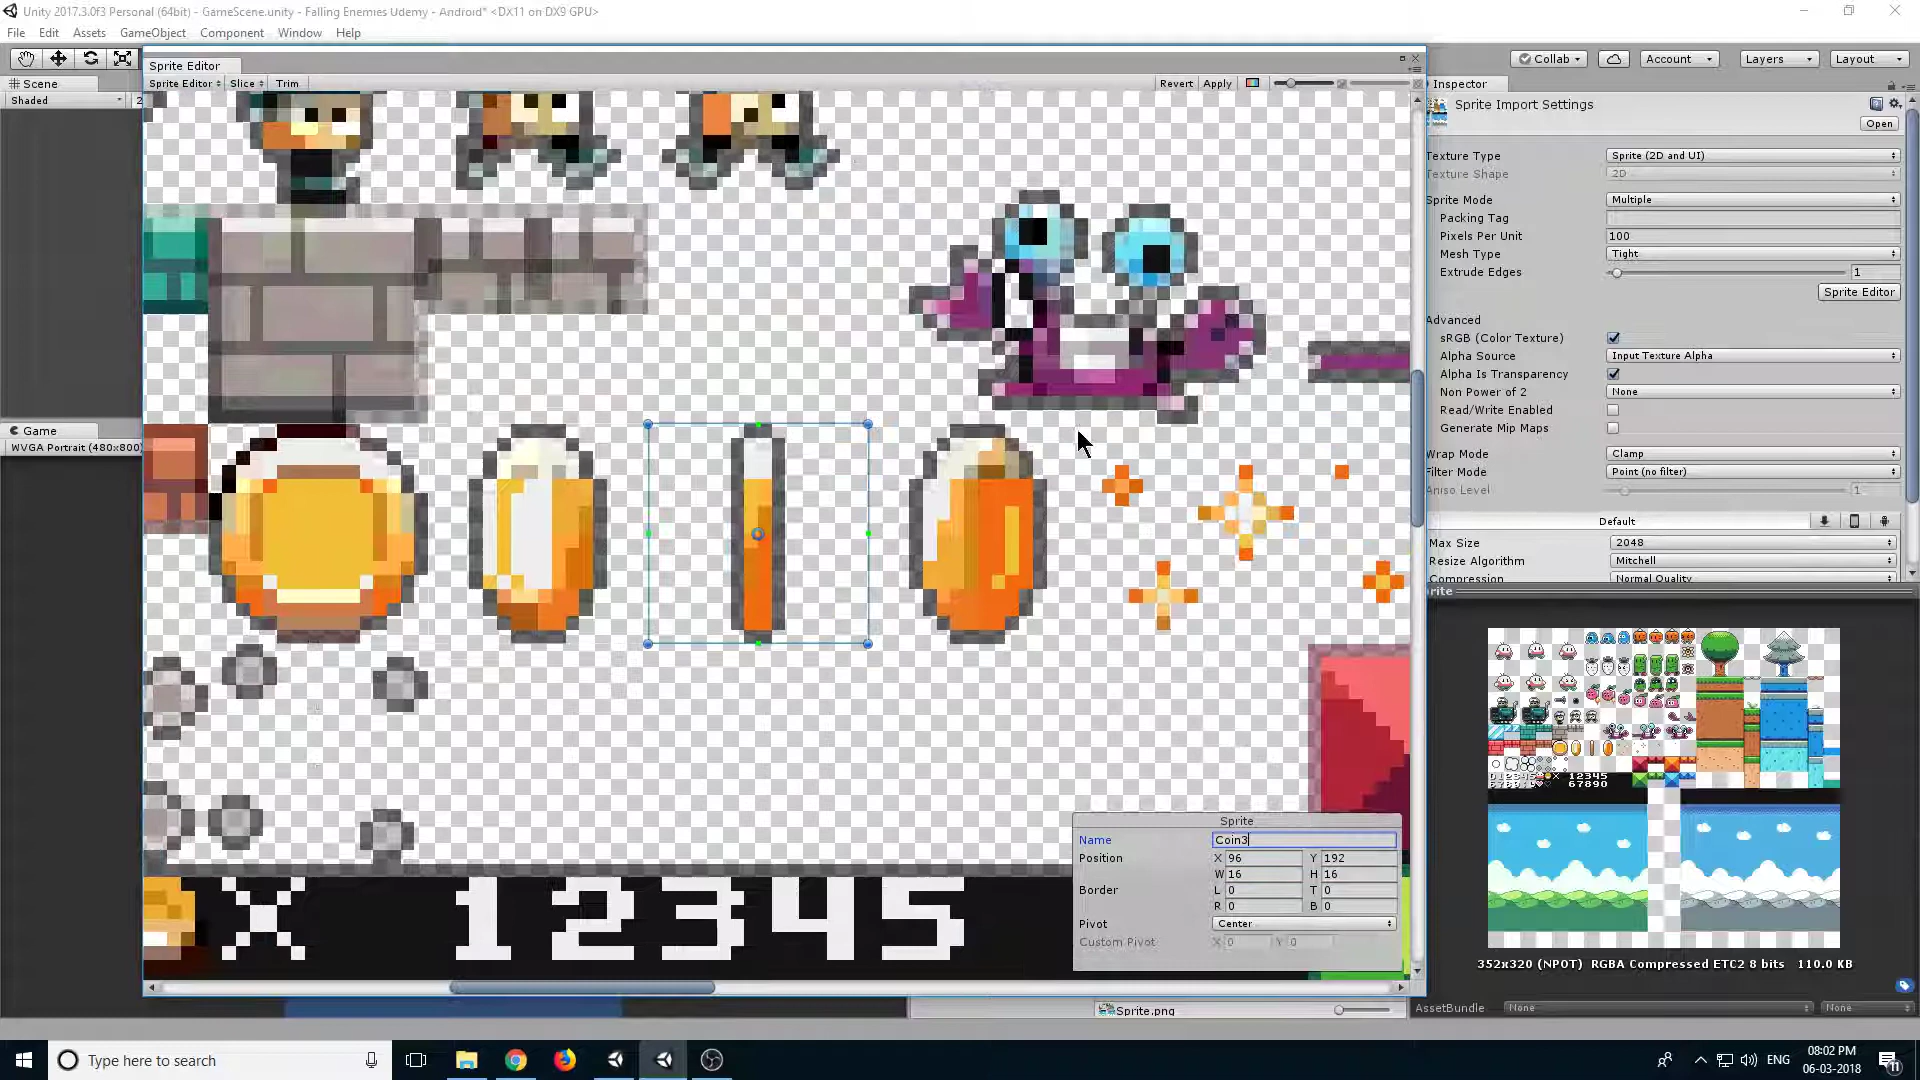 Unity 2017.3.0f3 Personal (64bit) - GameScene.unity - Falling Enemies Udemy - Android* <DX11 on DX9 GPU>
File Edit Assets GameObject Component Window Help
Collab Account Layers Layout
Scene
Shaded 2
Game
WVGA Portrait (480x800)
Sprite Editor
Sprite Editor Slice Trim Revert Apply
X 12345
Sprite
Name Coin3
Position X 96 Y 192
W 16 H 16
Border L 0 T 0
R 0 B 0
Pivot Center
Custom Pivot X 0 Y 0
Sprite.png
Inspector
Sprite Import Settings
Open
Texture Type Sprite (2D and UI)
Texture Shape 2D
Sprite Mode Multiple
Packing Tag
Pixels Per Unit 100
Mesh Type Tight
Extrude Edges 1
Sprite Editor
Advanced
sRGB (Color Texture)
Alpha Source Input Texture Alpha
Alpha Is Transparency
Non Power of 2 None
Read/Write Enabled
Generate Mip Maps
Wrap Mode Clamp
Filter Mode Point (no filter)
Aniso Level 1
Default
Max Size 2048
Resize Algorithm Mitchell
Compression Normal Quality
rite
12345
67890
352x320 (NPOT) RGBA Compressed ETC2 8 bits 110.0 KB
AssetBundle None None
Type here to search
ENG
08:02 PM
06-03-2018
11